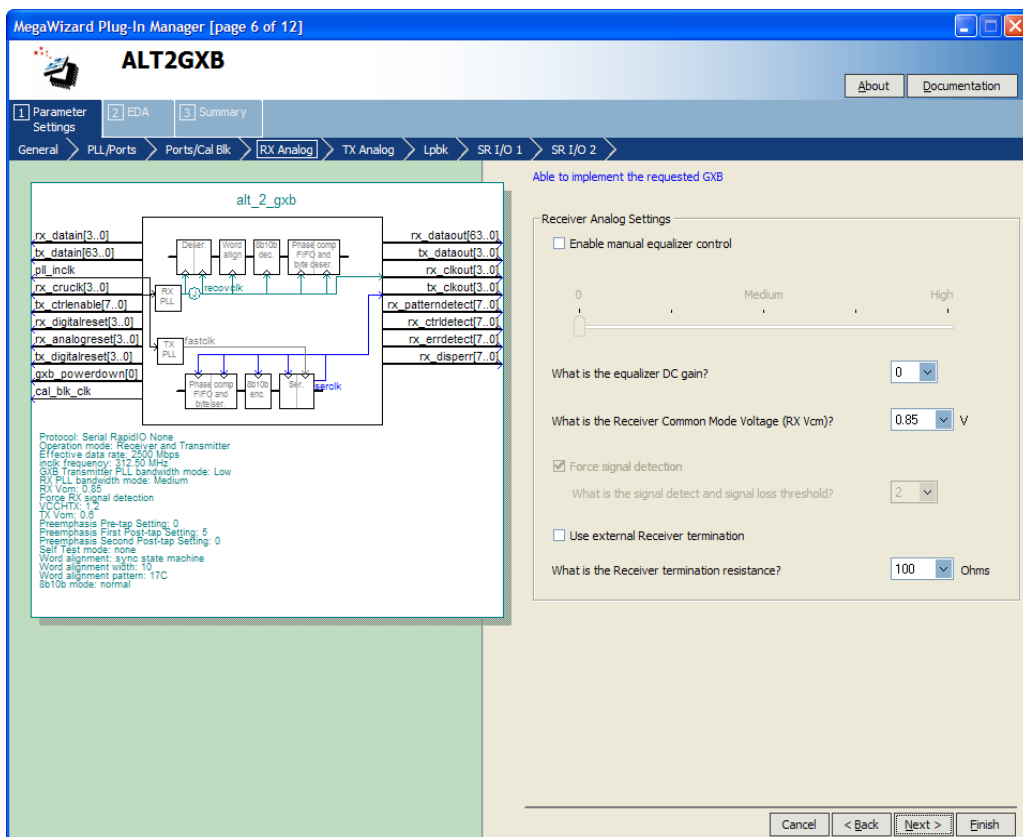 MegaWizard Plug-In Manager [page 6 of 12]
ALT2GXB
About
Documentation
1 Parameter Settings
2 EDA
3 Summary
General
PLL/Ports
Ports/Cal Blk
RX Analog
TX Analog
Lpbk
SR I/O 1
SR I/O 2
alt_2_gxb
rx_datain[3..0]
tx_datain[63..0]
pll_inclk
rx_cruclk[3..0]
tx_ctrlenable[7..0]
rx_digitalreset[3..0]
rx_analogreset[3..0]
tx_digitalreset[3..0]
gxb_powerdown[0]
cal_blk_clk
Deser.
Word align
8b10b dec.
Phase comp FIFO and byte deser.
RX PLL
recovclk
TX PLL
fastclk
Phase comp FIFO and byte ser.
8b10b enc.
Ser.
serclk
rx_dataout[63..0]
tx_dataout[3..0]
rx_clkout[3..0]
tx_clkout[3..0]
rx_patterndetect[7..0]
rx_ctrldetect[7..0]
rx_errdetect[7..0]
rx_disperr[7..0]
Protocol: Serial RapidIO None
Operation mode: Receiver and Transmitter
Effective data rate: 2500 Mbps
inclk frequency: 312.50 MHz
GXB Transmitter PLL bandwidth mode: Low
RX PLL bandwidth mode: Medium
RX Vcm: 0.85
Force RX signal detection
VCCHTX: 1.2
TX Vcm: 0.6
Preemphasis Pre-tap Setting: 0
Preemphasis First Post-tap Setting: 5
Preemphasis Second Post-tap Setting: 0
Self Test mode: none
Word alignment: sync state machine
Word alignment width: 10
Word alignment pattern: 17C
8b10b mode: normal
Able to implement the requested GXB
Receiver Analog Settings
Enable manual equalizer control
0 Medium High
What is the equalizer DC gain? 0
What is the Receiver Common Mode Voltage (RX Vcm)? 0.85 V
Force signal detection
What is the signal detect and signal loss threshold? 2
Use external Receiver termination
What is the Receiver termination resistance? 100 Ohms
Cancel
< Back
Next >
Finish